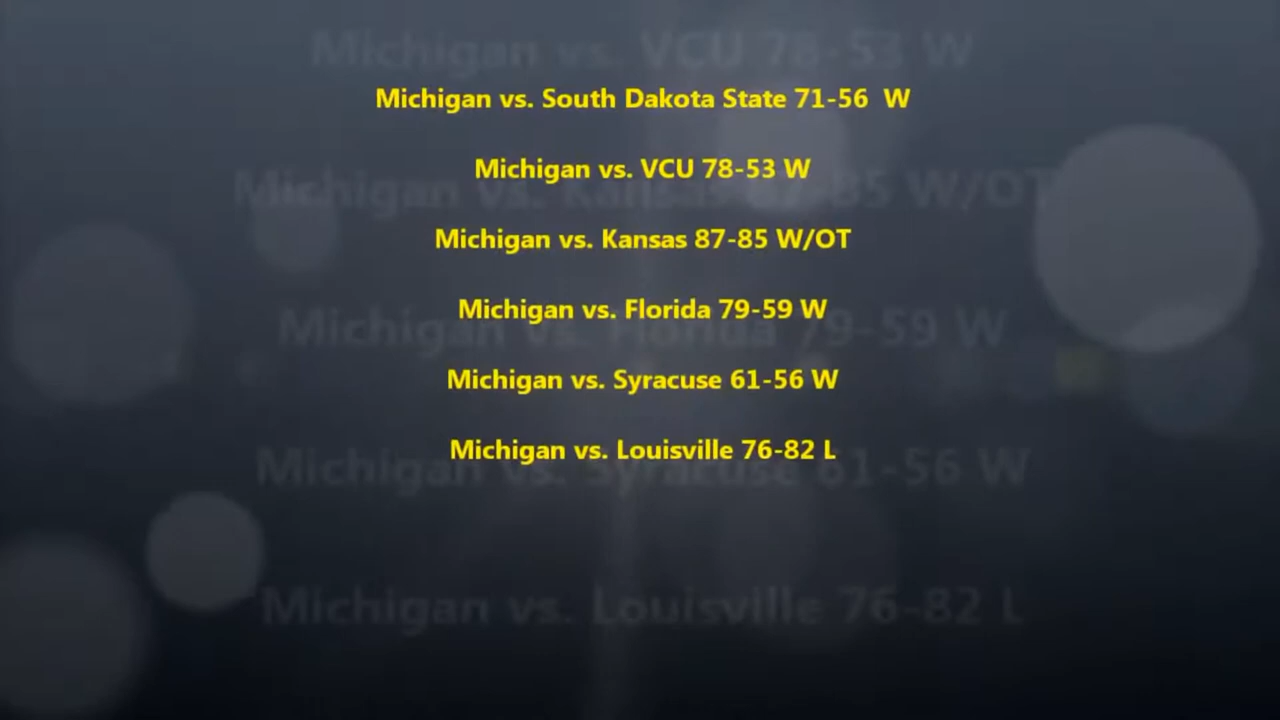 Michigan vs. South Dakota State 71-56  W
Michigan vs. VCU 78-53 W
Michigan vs. Kansas 87-85 W/OT
Michigan vs. Florida 79-59 W
Michigan vs. Syracuse 61-56 W
Michigan vs. Louisville 76-82 L